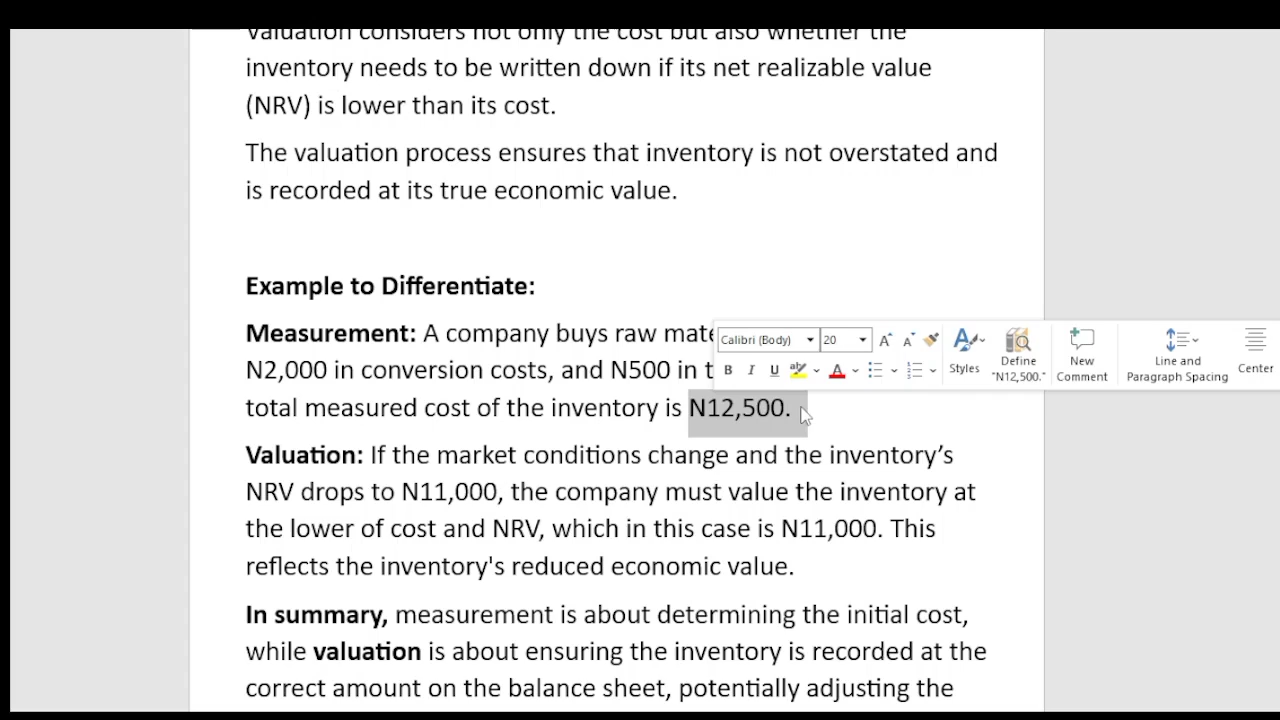 Valuation considers not only the cost but also whether the
inventory needs to be written down if its net realizable value
(NRV) is lower than its cost.
The valuation process ensures that inventory is not overstated and
is recorded at its true economic value.
Example to Differentiate:
Measurement: A company buys raw mate
N2,000 in conversion costs, and N500 in t
total measured cost of the inventory is N12,500.
Calibri (Body) 20 A A Styles Define "N12,500." New Comment Line and Paragraph Spacing Center
B I U ab A
Valuation: If the market conditions change and the inventory’s
NRV drops to N11,000, the company must value the inventory at
the lower of cost and NRV, which in this case is N11,000. This
reflects the inventory's reduced economic value.
In summary, measurement is about determining the initial cost,
while valuation is about ensuring the inventory is recorded at the
correct amount on the balance sheet, potentially adjusting the